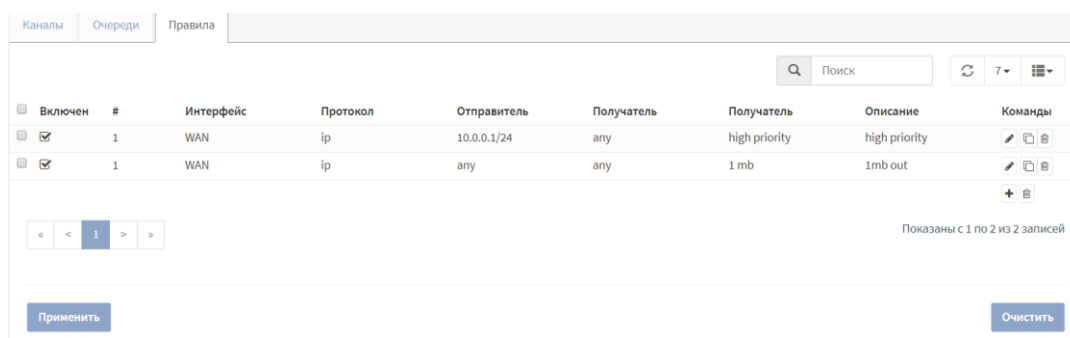 Каналы Очереди Правила
Поиск 7
Включен # Интерфейс Протокол Отправитель Получатель Получатель Описание Команды
1 WAN ip 10.0.0.1/24 any high priority high priority
1 WAN ip any any 1 mb 1mb out
« < 1 > »
Показаны с 1 по 2 из 2 записей
Применить Очистить